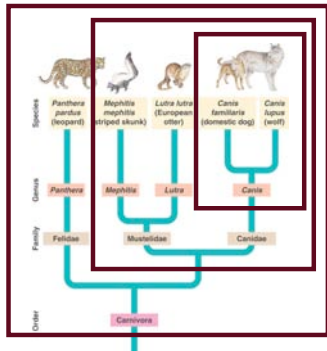 Species
Panthera pardus (leopard)
Mephitis mephitis (striped skunk)
Lutra lutra (European otter)
Canis familiaris (domestic dog)
Canis lupus (wolf)
Genus
Panthera
Mephitis
Lutra
Canis
Family
Felidae
Mustelidae
Canidae
Order
Carnivora